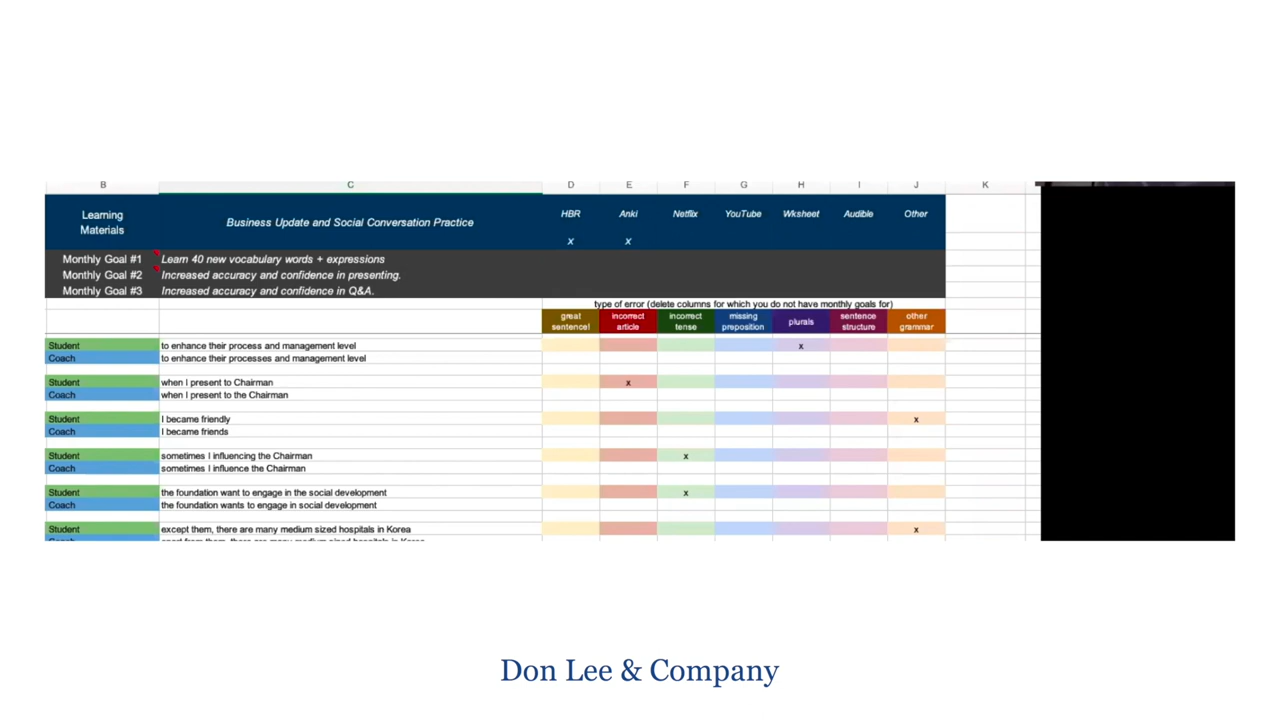 B C D E F G H I J K
Learning Materials Business Update and Social Conversation Practice HBR Anki Netflix YouTube Wksheet Audible Other
x x
Monthly Goal #1 Learn 40 new vocabulary words + expressions
Monthly Goal #2 Increased accuracy and confidence in presenting.
Monthly Goal #3 Increased accuracy and confidence in Q&A.
type of error (delete columns for which you do not have monthly goals for)
great sentence! incorrect article incorrect tense missing preposition plurals sentence structure other grammar
Student to enhance their process and management level x
Coach to enhance their processes and management level
Student when I present to Chairman x
Coach when I present to the Chairman
Student I became friendly x
Coach I became friends
Student sometimes I influencing the Chairman x
Coach sometimes I influence the Chairman
Student the foundation want to engage in the social development x
Coach the foundation wants to engage in social development
Student except them, there are many medium sized hospitals in Korea x
Don Lee & Company